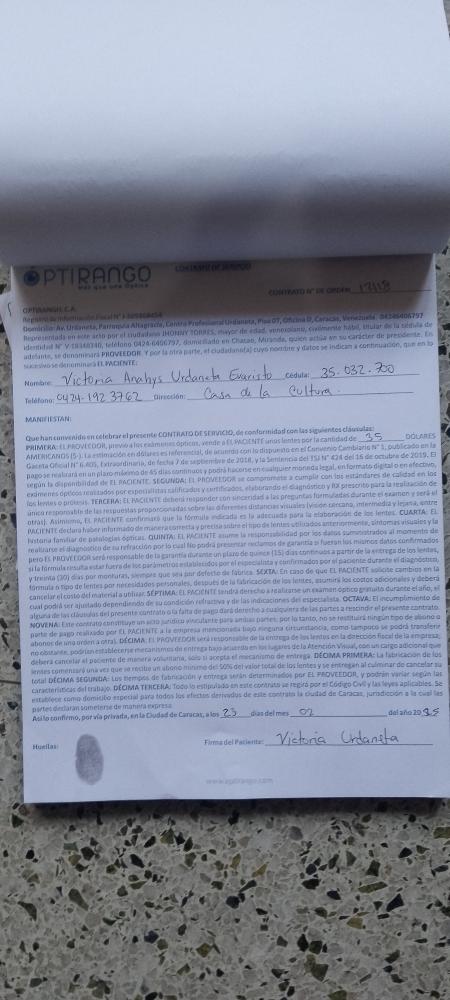 OPTIRANGO
más que una óptica
CONTRATO DE SERVICIO
CONTRATO N° DE ORDEN
OPTIRANGO, C.A.
Registro de Información Fiscal N°
Domicilio: Av. Urdaneta, Parroquia Altagracia, Centro Profesional Urdaneta, Piso 07, Oficina D, Caracas, Venezuela. 04246406797
Representada en este acto por el ciudadano JHONNY TORRES, mayor de edad, venezolano, civilmente hábil, titular de la cédula de
identidad N° V 18346340, teléfono 0424-6406797, domiciliado en Chacao, Miranda, quien actúa en su carácter de presidente. En
adelante, se denominará PROVEEDOR. Y por la otra parte, el ciudadano(a) cuyo nombre y datos se indican a continuación, que en lo
sucesivo se denominará EL PACIENTE:
Nombre: Victoria Anahys Urdaneta Evaristo Cédula: 35.032.700
Teléfono: 0424-192 3762 Dirección: Casa de la Cultura.
MANIFIESTAN:
Que han convenido en celebrar el presente CONTRATO DE SERVICIO, de conformidad con las siguientes cláusulas:
PRIMERA: EL PROVEEDOR, previo a los exámenes ópticos, vende a EL PACIENTE unos lentes por la cantidad de 35 DOLARES
AMERICANOS ($-). La estimación en dólares es referencial, de acuerdo con lo dispuesto en el Convenio Cambiario N° 1, publicado en la
Gaceta Oficial N° 6.405, Extraordinaria, de fecha 7 de septiembre de 2018, y la Sentencia del TSJ N° 424 del 16 de octubre de 2019. El
pago se realizará en un plazo máximo de 45 días continuos y podrá hacerse en cualquier moneda legal, en formato digital o en efectivo,
según la disponibilidad de EL PACIENTE. SEGUNDA: EL PROVEEDOR se compromete a cumplir con los estándares de calidad en los
exámenes ópticos realizados por especialistas calificados y certificados, elaborando el diagnóstico y RX prescrito para la realización de
los lentes o prótesis. TERCERA: EL PACIENTE deberá responder con sinceridad a las preguntas formuladas durante el examen y será el
único responsable de las respuestas proporcionadas sobre las diferentes distancias visuales (visión cercana, intermedia y lejana, entre
otras). Asimismo, EL PACIENTE confirmará que la fórmula indicada es la adecuada para la elaboración de los lentes. CUARTA: EL
PACIENTE declara haber informado de manera correcta y precisa sobre el tipo de lentes utilizados anteriormente, síntomas visuales y la
historia familiar de patologías ópticas. QUINTA: EL PACIENTE asume la responsabilidad por los datos suministrados al momento de
realizarse el diagnostico de su refracción por lo cual No podrá presentar reclamos de garantía si fueron los mismos datos confirmados
pero EL PROVEEDOR será responsable de la garantía durante un plazo de quince (15) días continuos a partir de la entrega de los lentes,
si la fórmula resulta estar fuera de los parámetros establecidos por el especialista y confirmados por el paciente durante el diagnóstico,
y treinta (30) días por monturas, siempre que sea por defecto de fábrica. SEXTA: En caso de que EL PACIENTE solicite cambios en la
fórmula o tipo de lentes por necesidades personales, después de la fabricación de los lentes, asumirá los costos adicionales y deberá
cancelar el costo del material a utilizar. SÉPTIMA: EL PACIENTE tendrá derecho a realizarse un examen óptico gratuito durante el año, el
cual podrá ser ajustado dependiendo de su condición refractiva y de las indicaciones del especialista. OCTAVA: El incumplimiento de
alguna de las cláusulas del presente contrato o la falta de pago dará derecho a cualquiera de las partes a rescindir el presente contrato.
NOVENA: Este contrato constituye un acto jurídico vinculante para ambas partes; por lo tanto, no se restituirá ningún tipo de abono o
parte de pago realizado por EL PACIENTE a la empresa mencionada bajo ninguna circunstancia, como tampoco se podrá transferir
abonos de una orden a otra). DÉCIMA: EL PROVEEDOR será responsable de la entrega de los lentes en la dirección fiscal de la empresa;
no obstante, podrían establecerse mecanismos de entrega bajo acuerdo en los lugares de la Atención Visual, con un cargo adicional que
deberá cancelar el paciente de manera voluntaria, solo si acepta el mecanismo de entrega. DÉCIMA PRIMERA: La fabricación de los
lentes comenzará una vez que se reciba un abono mínimo del 50% del valor total de los lentes y se entregan al culminar de cancelar su
total DÉCIMA SEGUNDA: Los tiempos de fabricación y entrega serán determinados por EL PROVEEDOR, y podrán variar según las
características del trabajo. DÉCIMA TERCERA: Todo lo estipulado en este contrato se regirá por el Código Civil y las leyes aplicables. Se
establece como domicilio especial para todos los efectos derivados de este contrato la ciudad de Caracas, jurisdicción a la cual las
partes declaran someterse de manera expresa.
Así lo confirmo, por vía privada, en la Ciudad de Caracas, a los 23 días del mes 02 del año 20
Huellas:
Firma del Paciente: Victoria Urdaneta
www.optirango.com